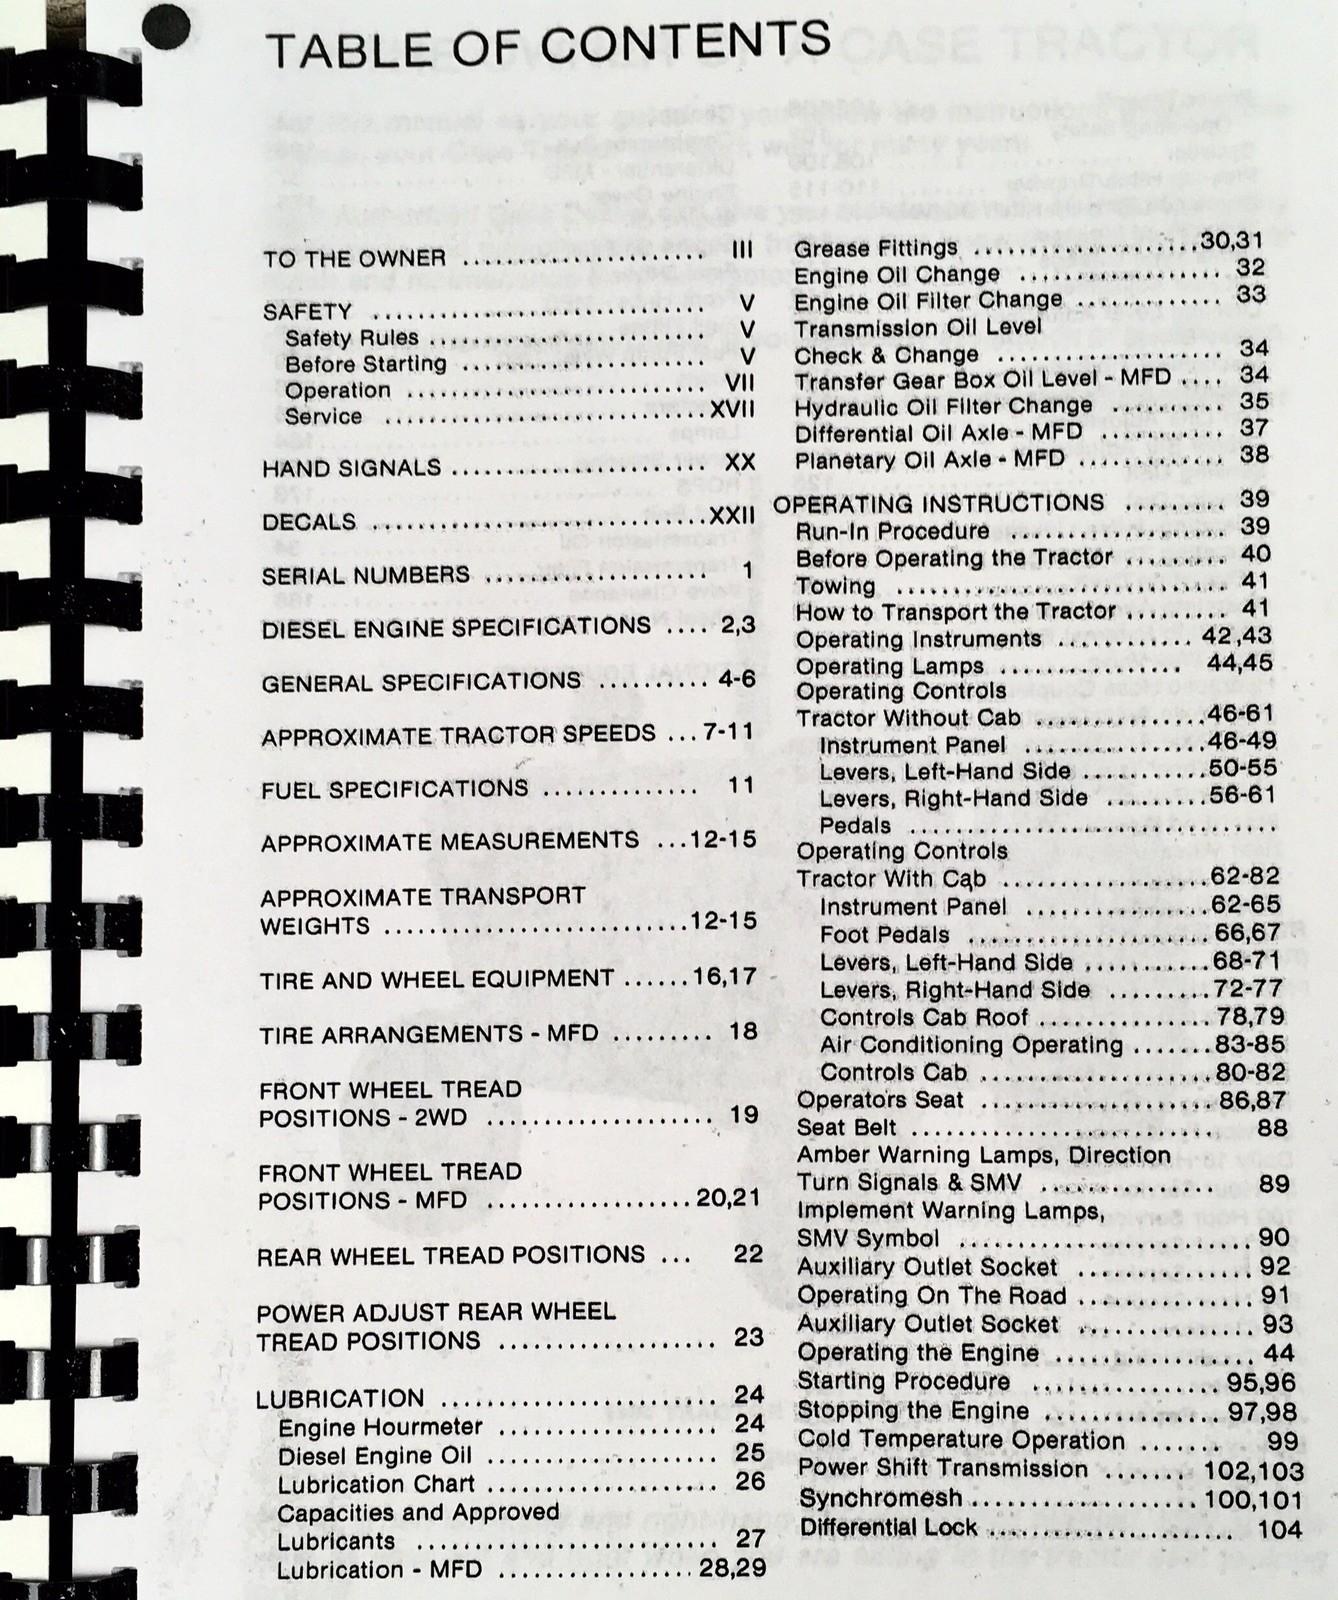 TABLE OF CONTENTS
TO THE OWNER ...................... III
SAFETY .............................. V
Safety Rules ......................... V
Before Starting ...................... V
Operation ........................... VII
Service .............................XVII
HAND SIGNALS ....................... XX
DECALS ..............................XXII
SERIAL NUMBERS .................... 1
DIESEL ENGINE SPECIFICATIONS .... 2,3
GENERAL SPECIFICATIONS .......... 4-6
APPROXIMATE TRACTOR SPEEDS ... 7-11
FUEL SPECIFICATIONS .............. 11
APPROXIMATE MEASUREMENTS ...12-15
APPROXIMATE TRANSPORT
WEIGHTS ...........................12-15
TIRE AND WHEEL EQUIPMENT ......16,17
TIRE ARRANGEMENTS - MFD ......... 18
FRONT WHEEL TREAD
POSITIONS - 2WD .................... 19
FRONT WHEEL TREAD
POSITIONS - MFD ..................20,21
REAR WHEEL TREAD POSITIONS ... 22
POWER ADJUST REAR WHEEL
TREAD POSITIONS ................... 23
LUBRICATION ........................ 24
Engine Hourmeter ................... 24
Diesel Engine Oil ..................... 25
Lubrication Chart .................... 26
Capacities and Approved
Lubricants .......................... 27
Lubrication - MFD .................28,29
Grease Fittings .....................30,31
Engine Oil Change .................. 32
Engine Oil Filter Change ............. 33
Transmission Oil Level
Check & Change .................... 34
Transfer Gear Box Oil Level - MFD .... 34
Hydraulic Oil Filter Change .......... 35
Differential Oil Axle - MFD ........... 37
Planetary Oil Axle - MFD ............. 38
OPERATING INSTRUCTIONS ......... 39
Run-In Procedure ................... 39
Before Operating the Tractor ......... 40
Towing ............................. 41
How to Transport the Tractor ......... 41
Operating Instruments ............ 42,43
Operating Lamps ................ 44,45
Operating Controls
Tractor Without Cab ...............46-61
Instrument Panel ................46-49
Levers, Left-Hand Side ...........50-55
Levers, Right-Hand Side .........56-61
Pedals .................................
Operating Controls
Tractor With Cab ..................62-82
Instrument Panel ................62-65
Foot Pedals ...................... 66,67
Levers, Left-Hand Side ...........68-71
Levers, Right-Hand Side .........72-77
Controls Cab Roof ............... 78,79
Air Conditioning Operating .......83-85
Controls Cab .....................80-82
Operators Seat .....................86,87
Seat Belt ........................... 88
Amber Warning Lamps, Direction
Turn Signals & SMV ............... 89
Implement Warning Lamps,
SMV Symbol ..........................90
Auxiliary Outlet Socket ............... 92
Operating On The Road ............... 91
Auxiliary Outlet Socket ............... 93
Operating the Engine ................. 44
Starting Procedure ................95,96
Stopping the Engine ...............97,98
Cold Temperature Operation ....... 99
Power Shift Transmission ....... 102,103
Synchromesh ....................100,101
Differential Lock .................... 104